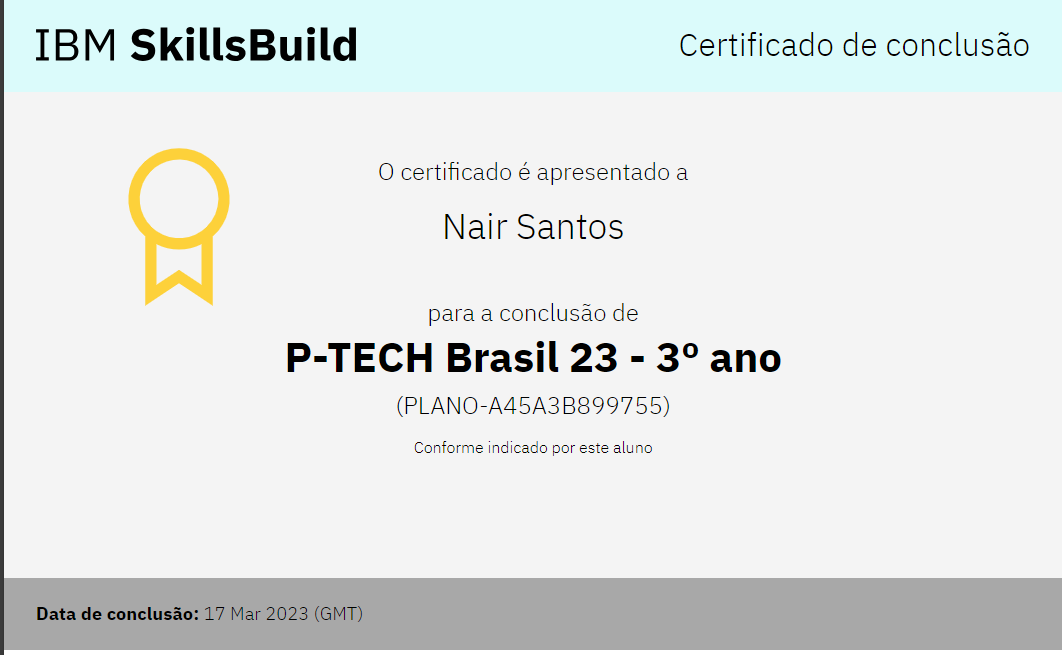 IBM SkillsBuild
Certificado de conclusão
O certificado é apresentado a
Nair Santos
para a conclusão de
P-TECH Brasil 23 - 3º ano
(PLANO-A45A3B899755)
Conforme indicado por este aluno
Data de conclusão: 17 Mar 2023 (GMT)